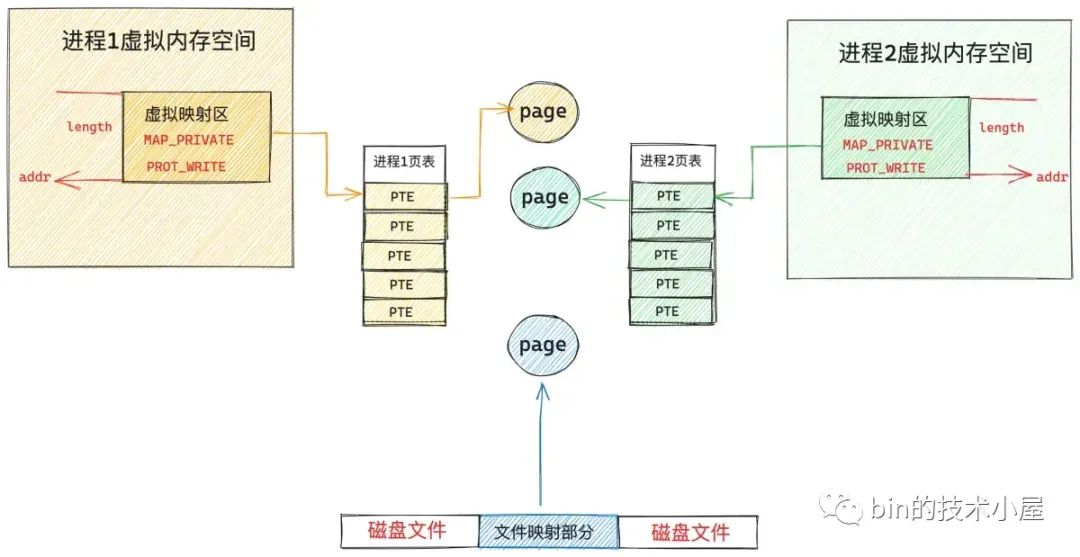 进程1虚拟内存空间
虚拟映射区
MAP_PRIVATE
PROT_WRITE
length
addr
进程1页表
PTE
PTE
PTE
PTE
PTE
page
page
page
进程2页表
PTE
PTE
PTE
PTE
PTE
进程2虚拟内存空间
虚拟映射区
MAP_PRIVATE
PROT_WRITE
length
addr
磁盘文件
文件映射部分
磁盘文件
bin的技术小屋